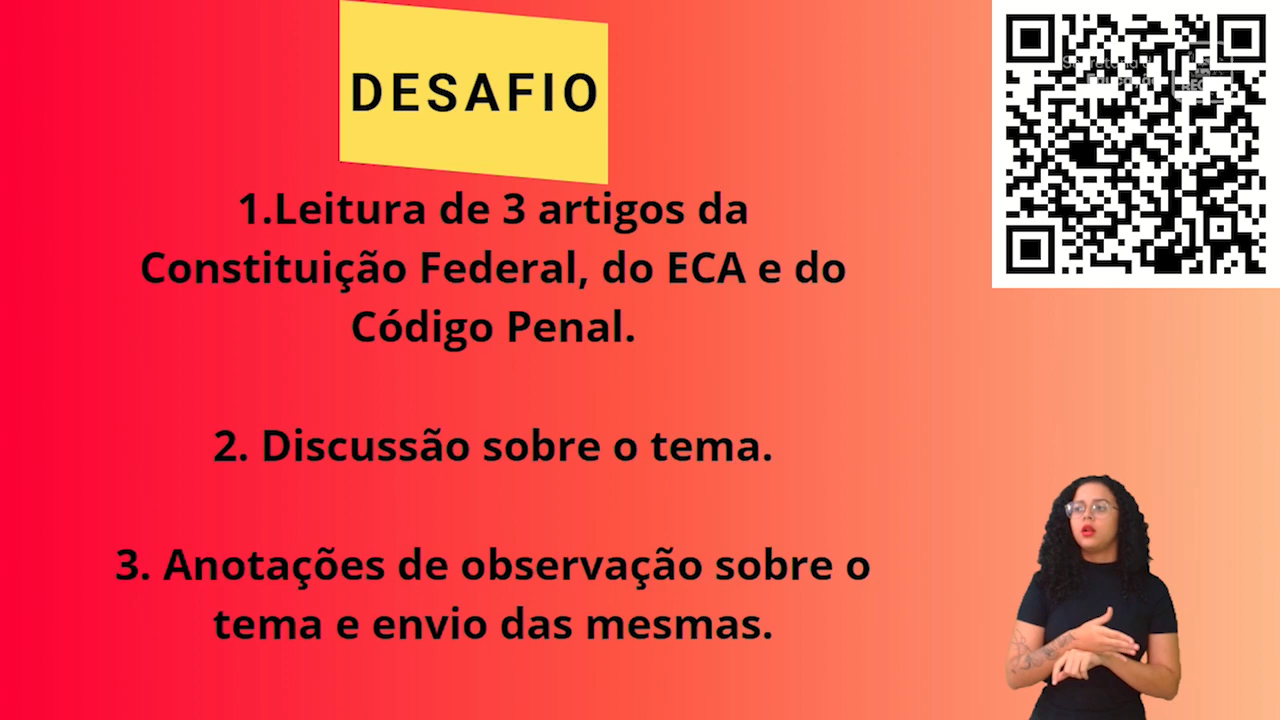 DESAFIO
1.Leitura de 3 artigos da
Constituição Federal, do ECA e do
Código Penal.
2. Discussão sobre o tema.
3. Anotações de observação sobre o
tema e envio das mesmas.